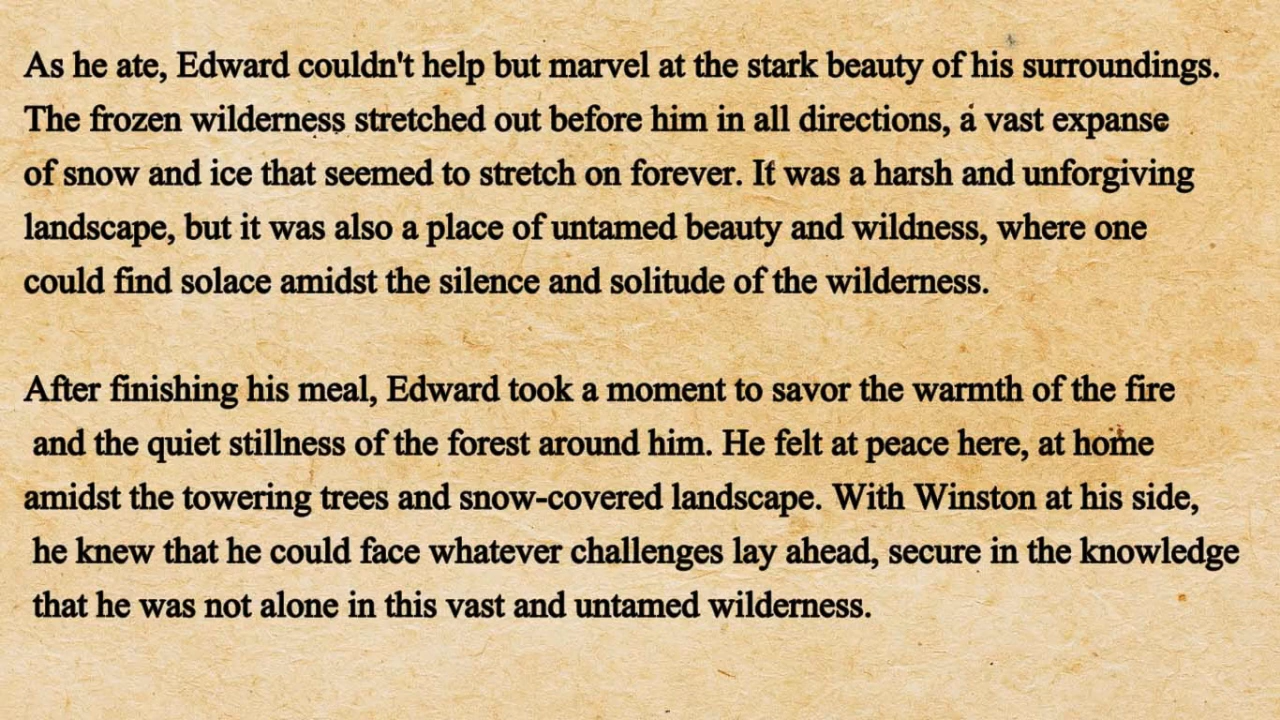 As he ate, Edward couldn't help but marvel at the stark beauty of his surroundings.
The frozen wilderness stretched out before him in all directions, a vast expanse
of snow and ice that seemed to stretch on forever. It was a harsh and unforgiving
landscape, but it was also a place of untamed beauty and wildness, where one
could find solace amidst the silence and solitude of the wilderness.
After finishing his meal, Edward took a moment to savor the warmth of the fire
and the quiet stillness of the forest around him. He felt at peace here, at home
amidst the towering trees and snow-covered landscape. With Winston at his side,
he knew that he could face whatever challenges lay ahead, secure in the knowledge
that he was not alone in this vast and untamed wilderness.